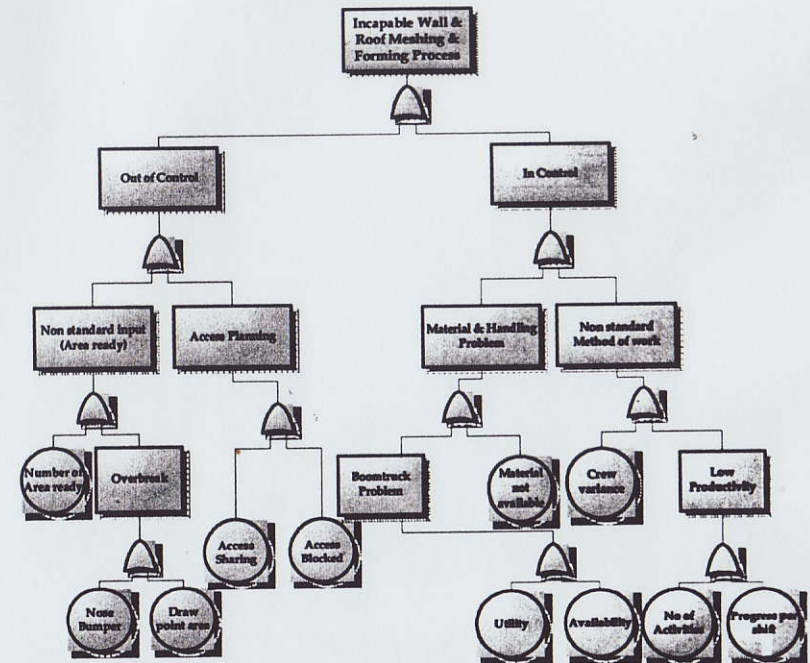 Incapable Wall &
Roof Meshing &
Forming Process
Out of Control
In Control
Non standard input
(Area ready)
Access Planning
Material & Handling
Problem
Non standard
Method of work
Number of
Area ready
Overbreak
Boomtruck
Problem
Material
not
available
Crew
variance
Low
Productivity
Access
Sharing
Access
Blocked
Nose
Bumper
Draw
point area
Utility
Availability
No of
Activities
Progress per
shift